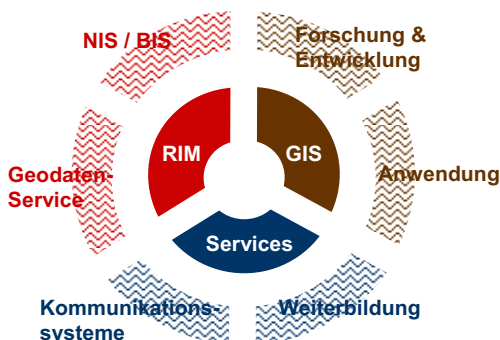 NIS / BIS
Forschung &
Entwicklung
RIM
GIS
Geodaten-
Service
Anwendung
Services
Kommunikations-
systeme
Weiterbildung